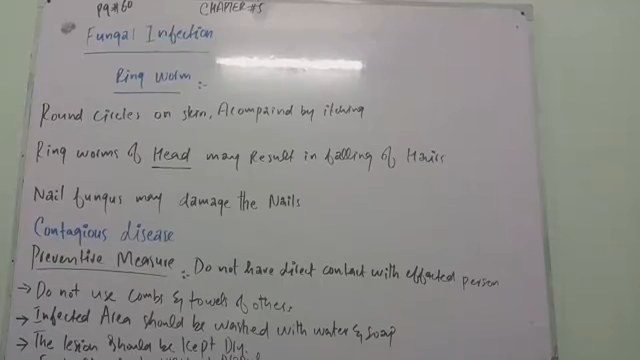 Pg # 60 CHAPTER # 5
Fungal Infection
Ring worm :-
Round circles on skin, Acompaind by itching
Ring worms of Head may Result in falling of Hairs
Nail fungus may damage the Nails
Contagious disease
Preventive Measure :- Do not have direct contact with effected person
→ Do not use Combs & towels of others.
→ Infected Area should be washed with water & Soap
→ The lesion should be Kept Dry